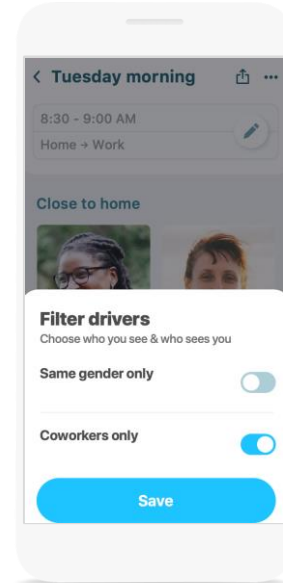 < Tuesday morning
8:30 - 9:00 AM
Home → Work
Close to home
Filter drivers
Choose who you see & who sees you
Same gender only
Coworkers only
Save